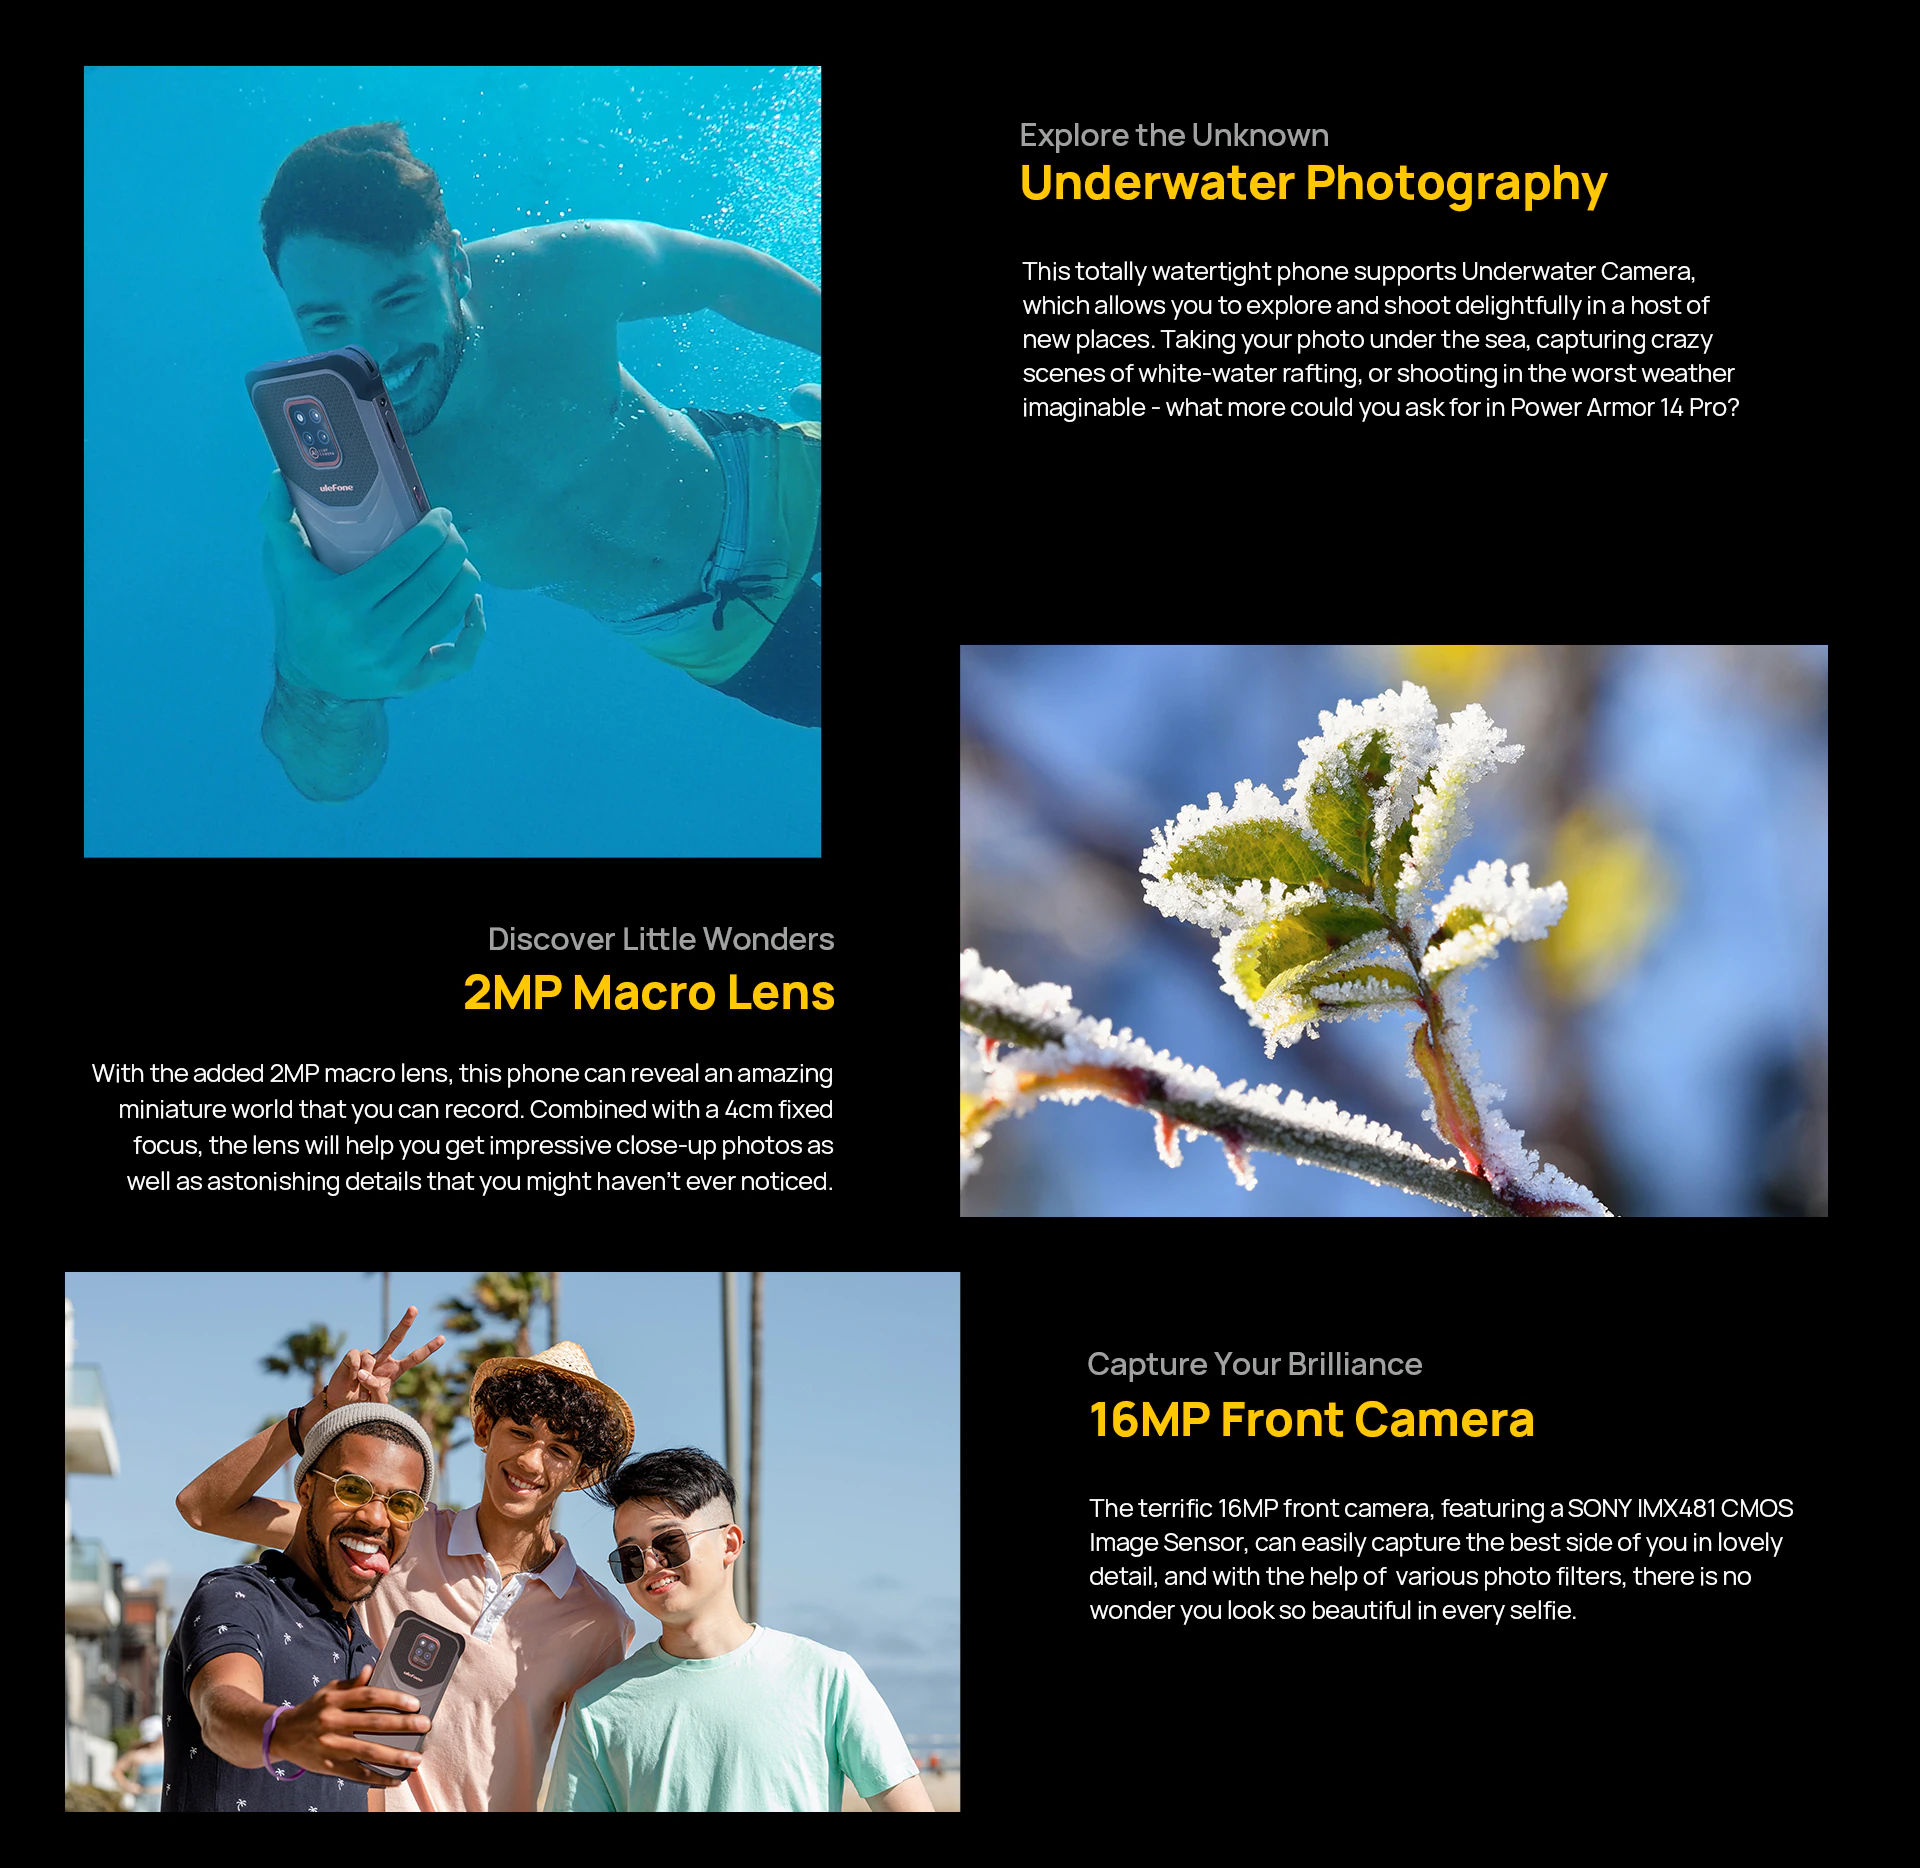 Explore the Unknown
Underwater Photography
This totally watertight phone supports Underwater Camera,
which allows you to explore and shoot delightfully in a host of
new places. Taking your photo under the sea, capturing crazy
scenes of white-water rafting, or shooting in the worst weather
imaginable - what more could you ask for in Power Armor 14 Pro?
uleFone
Discover Little Wonders
2MP Macro Lens
With the added 2MP macro lens, this phone can reveal an amazing
miniature world that you can record. Combined with a 4cm fixed
focus, the lens will help you get impressive close-up photos as
well as astonishing details that you might haven't ever noticed.
Capture Your Brilliance
16MP Front Camera
The terrific 16MP front camera, featuring a SONY IMX481 CMOS
Image Sensor, can easily capture the best side of you in lovely
detail, and with the help of  various photo filters, there is no
wonder you look so beautiful in every selfie.
uleFone